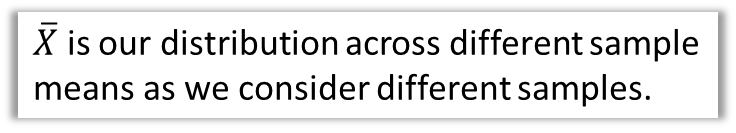 X̄ is our distribution across different sample
means as we consider different samples.